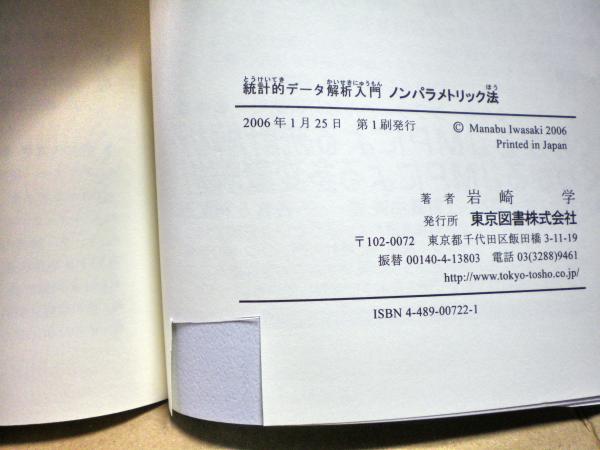 とうけいてき かいせきにゅうもん ほう
統計的データ解析入門 ノンパラメトリック法
2006年1月25日 第1刷発行 © Manabu Iwasaki 2006
Printed in Japan
著者 岩崎 学
発行所 東京図書株式会社
〒102-0072 東京都千代田区飯田橋3-11-19
振替 00140-4-13803 電話 03(3288)9461
http://www.tokyo-tosho.co.jp/
ISBN 4-489-00722-1